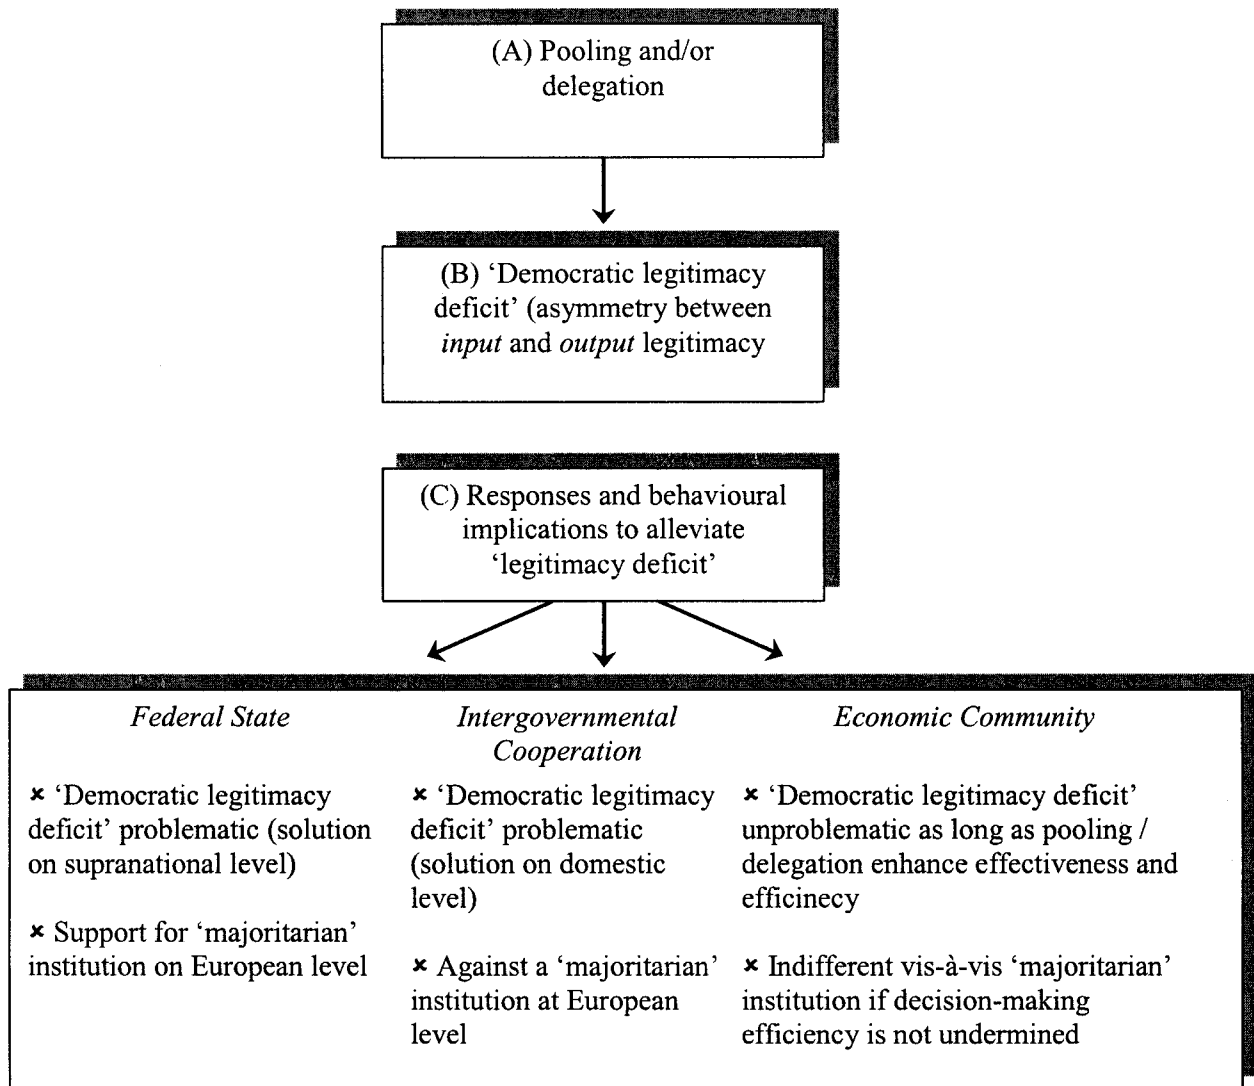 (A) Pooling and/or
delegation
(B) ‘Democratic legitimacy
deficit’ (asymmetry between
input and output legitimacy
(C) Responses and behavioural
implications to alleviate
‘legitimacy deficit’
Federal State
× ‘Democratic legitimacy
deficit’ problematic (solution
on supranational level)
× Support for ‘majoritarian’
institution on European level
Intergovernmental
Cooperation
× ‘Democratic legitimacy
deficit’ problematic
(solution on domestic
level)
× Against a ‘majoritarian’
institution at European
level
Economic Community
× ‘Democratic legitimacy deficit’
unproblematic as long as pooling /
delegation enhance effectiveness and
efficinecy
× Indifferent vis-à-vis ‘majoritarian’
institution if decision-making
efficiency is not undermined